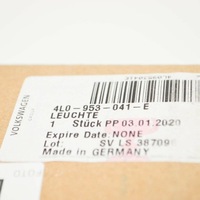 VOLKSWAGEN
4L0-953-041-E
LEUCHTE
1 Stück PP 03.01.2020
Expire Date: NONE
Lot: SV LS 38709
Made in GERMANY